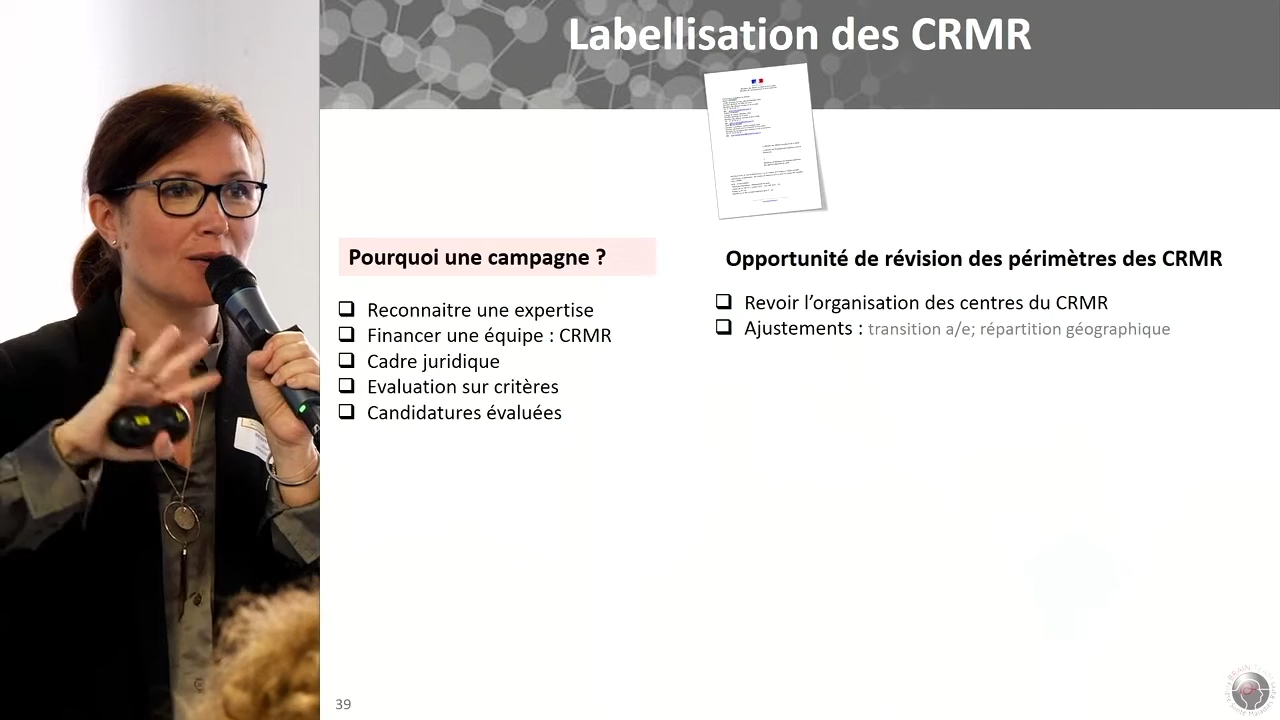 Labellisation des CRMR
Pourquoi une campagne ?
❑ Reconnaitre une expertise
❑ Financer une équipe : CRMR
❑ Cadre juridique
❑ Evaluation sur critères
❑ Candidatures évaluées
Opportunité de révision des périmètres des CRMR
❑ Revoir l’organisation des centres du CRMR
❑ Ajustements : transition a/e; répartition géographique
39